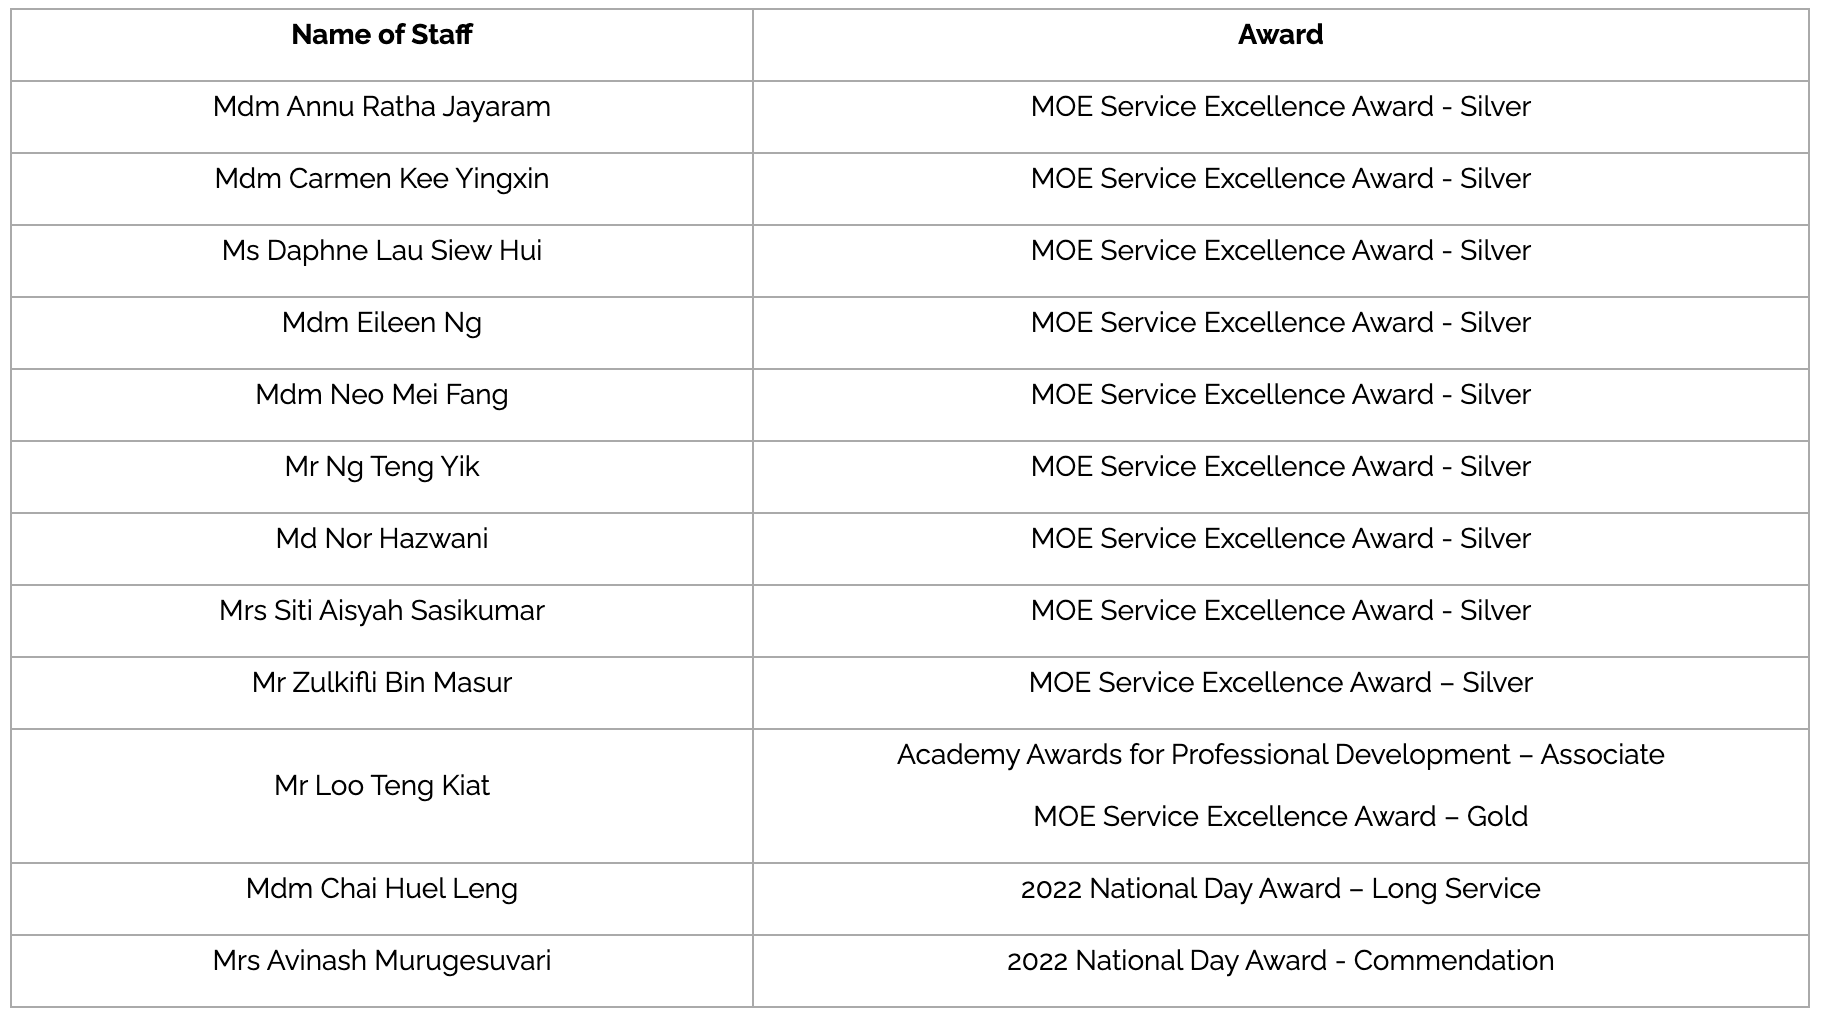 Name of Staff Award
Mdm Annu Ratha Jayaram MOE Service Excellence Award - Silver
Mdm Carmen Kee Yingxin MOE Service Excellence Award - Silver
Ms Daphne Lau Siew Hui MOE Service Excellence Award - Silver
Mdm Eileen Ng MOE Service Excellence Award - Silver
Mdm Neo Mei Fang MOE Service Excellence Award - Silver
Mr Ng Teng Yik MOE Service Excellence Award - Silver
Md Nor Hazwani MOE Service Excellence Award - Silver
Mrs Siti Aisyah Sasikumar MOE Service Excellence Award - Silver
Mr Zulkifli Bin Masur MOE Service Excellence Award – Silver
Mr Loo Teng Kiat
Academy Awards for Professional Development – Associate
MOE Service Excellence Award – Gold
Mdm Chai Huel Leng 2022 National Day Award – Long Service
Mrs Avinash Murugesuvari 2022 National Day Award - Commendation